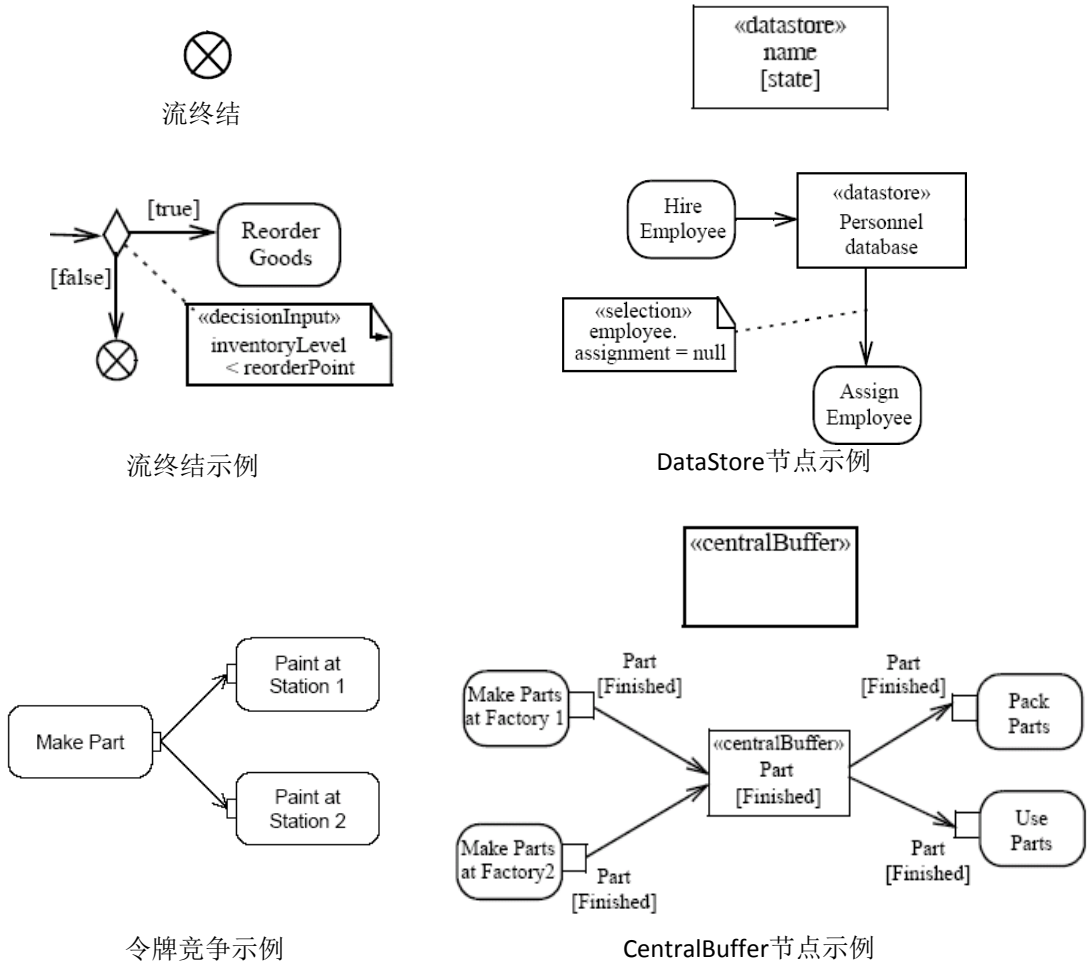 流终结
«datastore»
name
[state]
[true]
[false]
Reorder
Goods
«decisionInput»
inventoryLevel
< reorderPoint
流终结示例
Hire
Employee
«datastore»
Personnel
database
«selection»
employee.
assignment = null
Assign
Employee
DataStore节点示例
Make Part
Paint at
Station 1
Paint at
Station 2
令牌竞争示例
«centralBuffer»
Make Parts
at Factory 1
Part
[Finished]
Make Parts
at Factory2
Part
[Finished]
«centralBuffer»
Part
[Finished]
Part
[Finished]
Pack
Parts
Part
[Finished]
Use
Parts
CentralBuffer节点示例